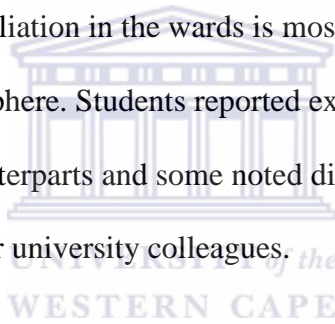 liation in the wards is mos
phere. Students reported ex
terparts and some noted di
r university colleagues.
UNIVERSITY of the
WESTERN CAPE